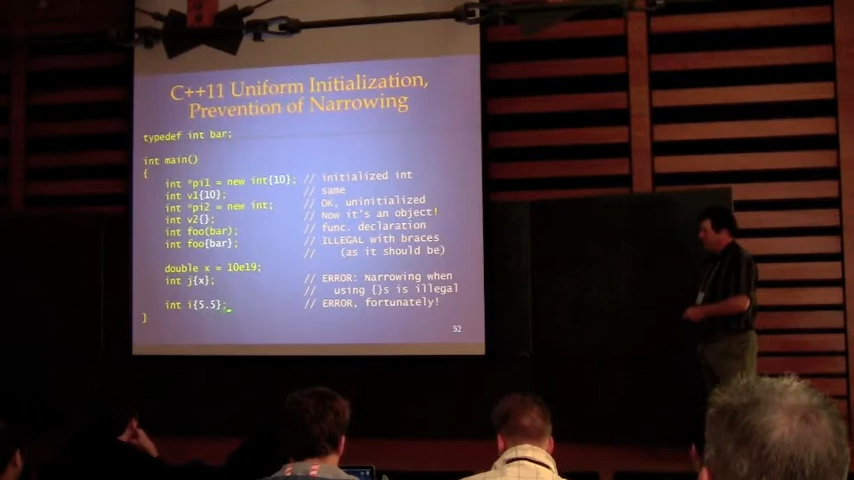 C++11 Uniform Initialization,
Prevention of Narrowing
typedef int bar;
int main()
{
int *pi1 = new int{10}; // initialized int
int v1{10}; // same
int *pi2 = new int; // OK, uninitialized
int v2{}; // Now it's an object!
int foo(bar); // func. declaration
int foo{bar}; // ILLEGAL with braces
// (as it should be)
double x = 10e19;
int j{x}; // ERROR: Narrowing when
// using {}s is illegal
int i{5.5}; // ERROR, fortunately!
}
52